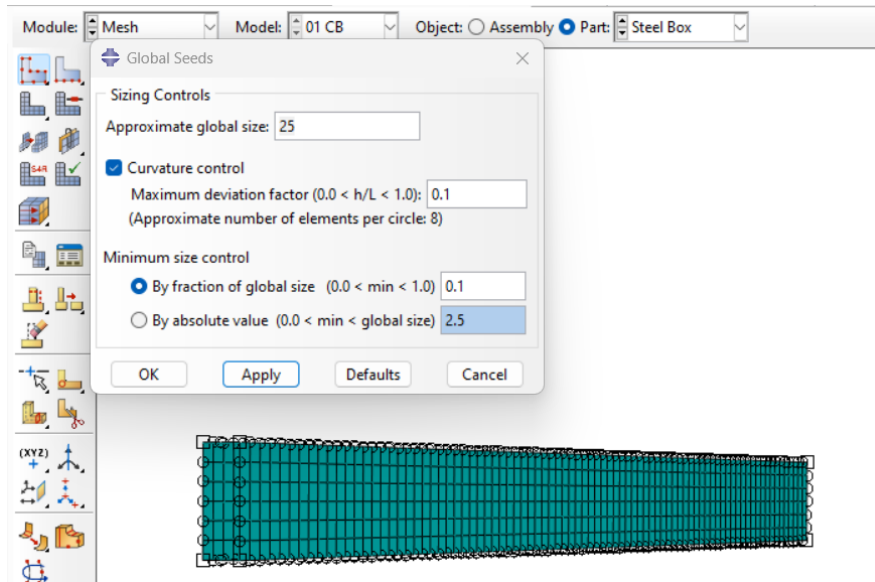 Module: Mesh Model: 01 CB Object: Assembly Part: Steel Box
Global Seeds
Sizing Controls
Approximate global size: 25
Curvature control
Maximum deviation factor (0.0 < h/L < 1.0): 0.1
(Approximate number of elements per circle: 8)
Minimum size control
By fraction of global size (0.0 < min < 1.0) 0.1
By absolute value (0.0 < min < global size) 2.5
OK Apply Defaults Cancel
S4R
(XYZ)